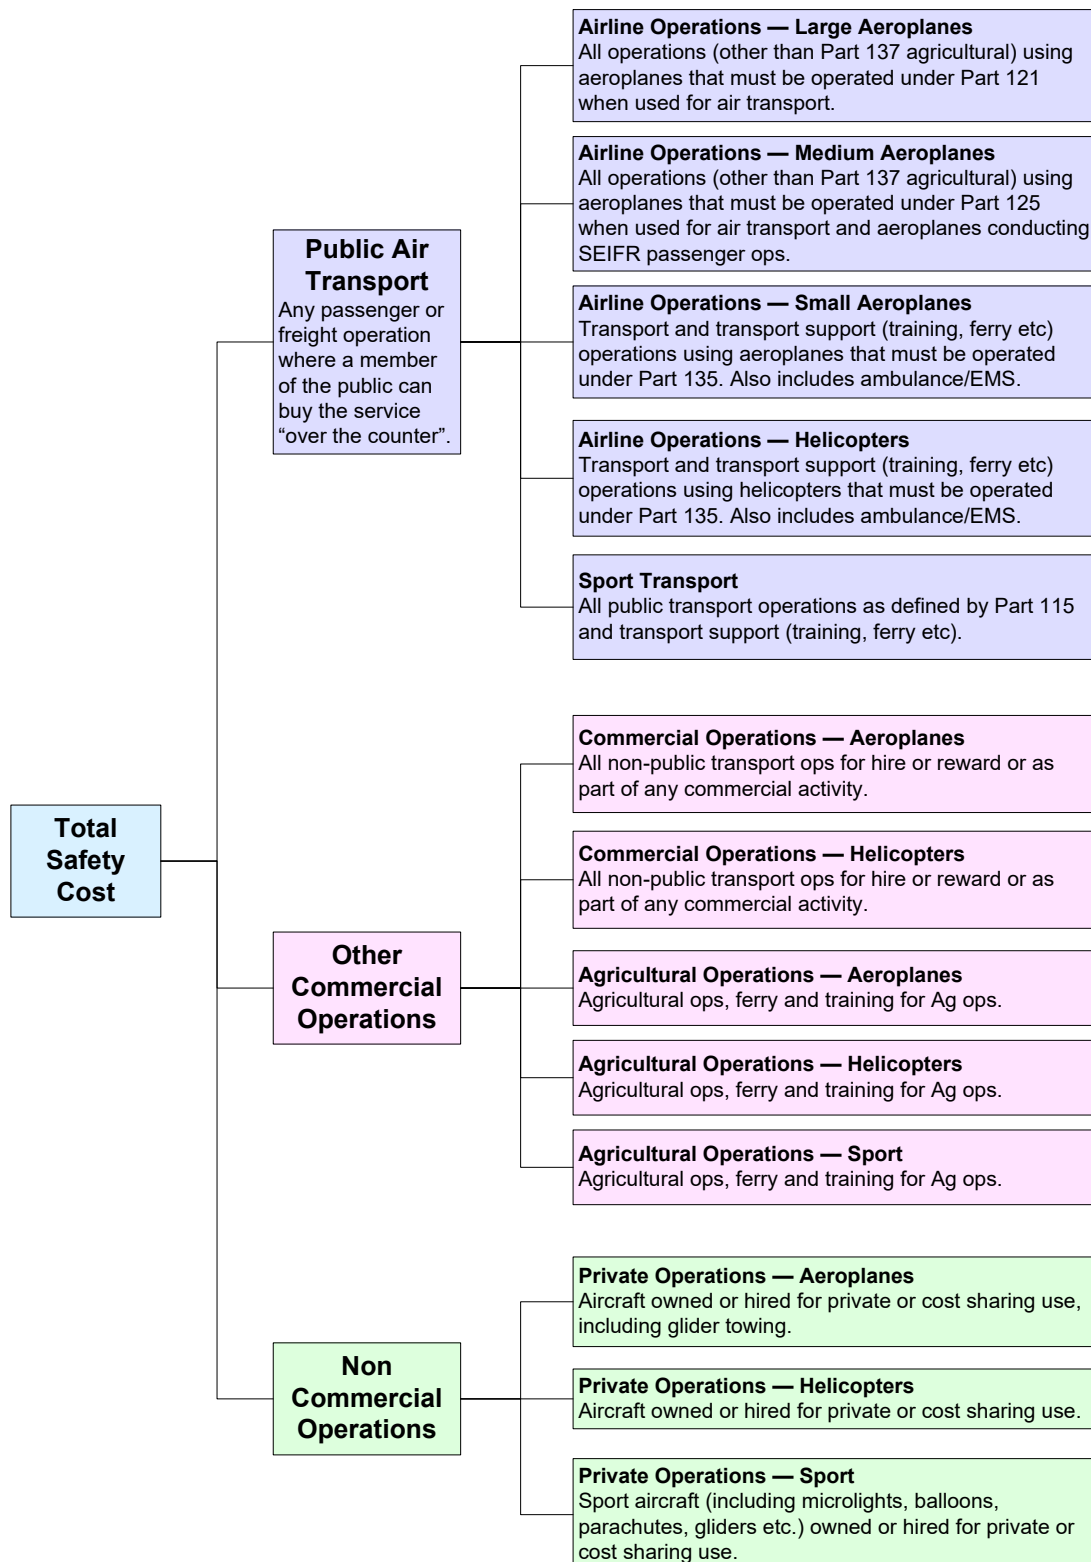 Airline Operations — Large Aeroplanes
All operations (other than Part 137 agricultural) using
aeroplanes that must be operated under Part 121
when used for air transport.
Airline Operations — Medium Aeroplanes
All operations (other than Part 137 agricultural) using
aeroplanes that must be operated under Part 125
when used for air transport and aeroplanes conducting
SEIFR passenger ops.
Public Air
Transport
Any passenger or
freight operation
where a member
of the public can
buy the service
“over the counter”.
Airline Operations — Small Aeroplanes
Transport and transport support (training, ferry etc)
operations using aeroplanes that must be operated
under Part 135. Also includes ambulance/EMS.
Airline Operations — Helicopters
Transport and transport support (training, ferry etc)
operations using helicopters that must be operated
under Part 135. Also includes ambulance/EMS.
Sport Transport
All public transport operations as defined by Part 115
and transport support (training, ferry etc).
Commercial Operations — Aeroplanes
All non-public transport ops for hire or reward or as
part of any commercial activity.
Total
Safety
Cost
Commercial Operations — Helicopters
All non-public transport ops for hire or reward or as
part of any commercial activity.
Other
Commercial
Operations
Agricultural Operations — Aeroplanes
Agricultural ops, ferry and training for Ag ops.
Agricultural Operations — Helicopters
Agricultural ops, ferry and training for Ag ops.
Agricultural Operations — Sport
Agricultural ops, ferry and training for Ag ops.
Private Operations — Aeroplanes
Aircraft owned or hired for private or cost sharing use,
including glider towing.
Non
Commercial
Operations
Private Operations — Helicopters
Aircraft owned or hired for private or cost sharing use.
Private Operations — Sport
Sport aircraft (including microlights, balloons,
parachutes, gliders etc.) owned or hired for private or
cost sharing use.